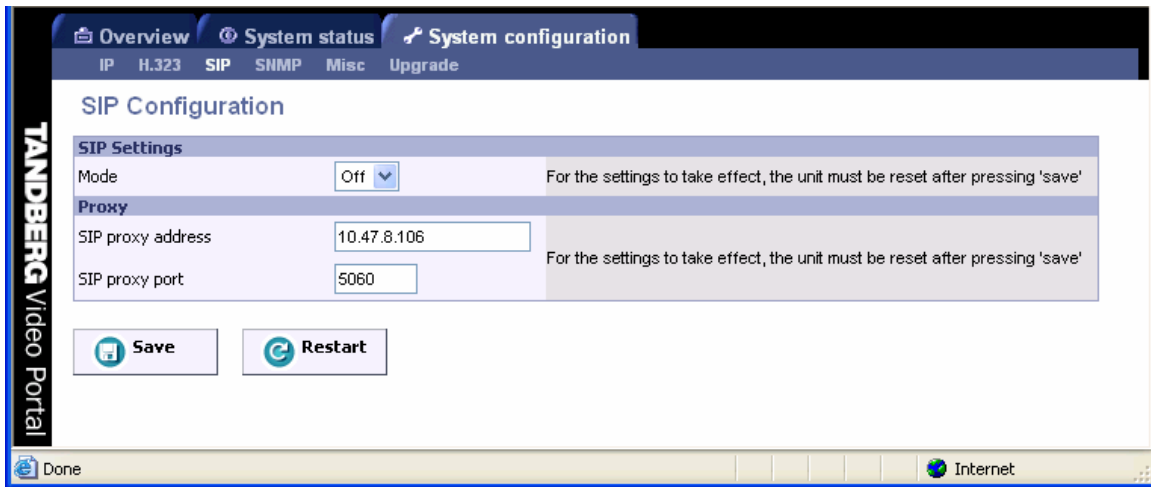 Overview System status System configuration
IP H.323 SIP SNMP Misc Upgrade
SIP Configuration
SIP Settings
Mode Off For the settings to take effect, the unit must be reset after pressing 'save'
Proxy
SIP proxy address 10.47.8.106
For the settings to take effect, the unit must be reset after pressing 'save'
SIP proxy port 5060
Save Restart
TANDBERG Video Portal
Done Internet